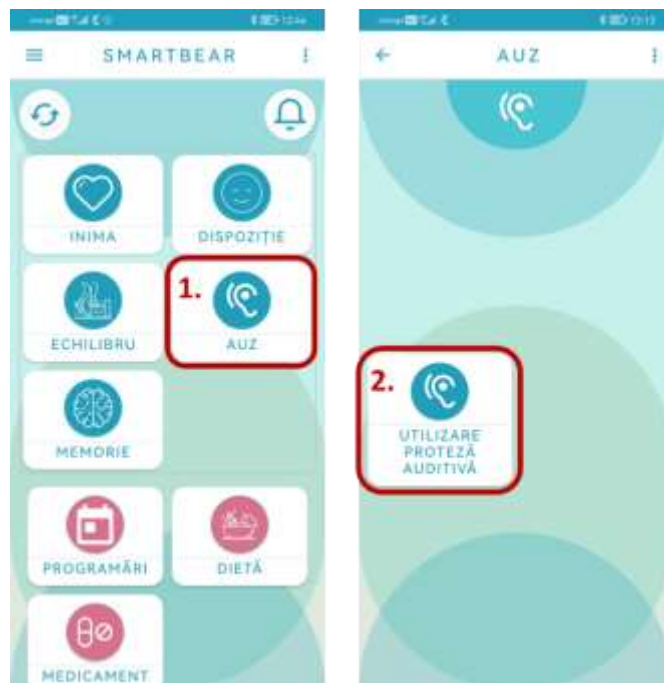 SMARTBEAR
INIMA
DISPOZIȚIE
ECHILIBRU
1.
AUZ
MEMORIE
PROGRAMĂRI
DIETĂ
MEDICAMENT
AUZ
2.
UTILIZARE
PROTEZĂ
AUDITIVĂ